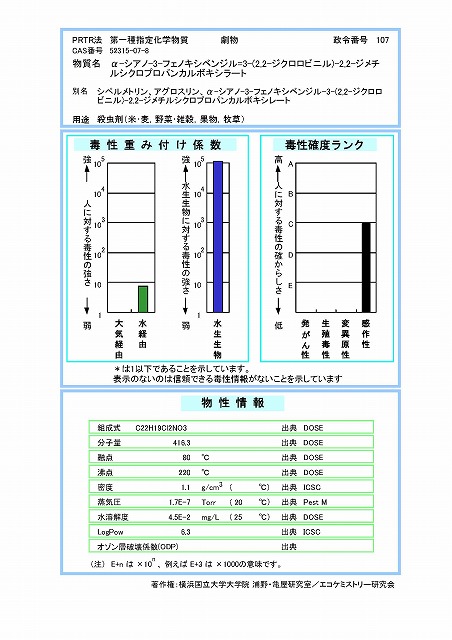 PRTR法 第一種指定化学物質 劇物 政令番号 107
CAS番号 52315-07-8
物質名 α-シアノ-3-フェノキシベンジル=3-(2,2-ジクロロビニル)-2,2-ジメチ
ルシクロプロパンカルボキシラート
別名 シペルメトリン, アグロスリン, α-シアノ-3-フェノキシベンジル-3-(2,2-ジクロロ
ビニル)-2,2-ジメチルシクロプロパンカルボキシレート
用途 殺虫剤(米・麦, 野菜・雑穀, 果物, 牧草)
毒性重み付け係数
強
人に対する毒性の強さ
弱
10⁵
10⁴
10³
10²
10
1
大気経由
水経由
強
水生生物に対する毒性の強さ
弱
10⁵
10⁴
10³
10²
10
1
水生生物
毒性確度ランク
高
人に対する毒性の確からしさ
低
A
B
C
D
E
発がん性
生殖毒性
変異原性
感作性
*は1以下であることを示しています。
表示のないのは信頼できる毒性情報がないことを示しています
物性情報
組成式 C22H19Cl2NO3 出典 DOSE
分子量 416.3 出典 DOSE
融点 80 ℃ 出典 DOSE
沸点 220 ℃ 出典 DOSE
密度 1.1 g/cm³ ( ℃) 出典 ICSC
蒸気圧 1.7E-7 Torr (20 ℃) 出典 Pest M
水溶解度 4.5E-2 mg/L (25 ℃) 出典 DOSE
LogPow 6.3 出典 ICSC
オゾン層破壊係数(ODP) 出典
(注) E+n は ×10ⁿ 、例えば E+3 は ×1000の意味です。
著作権:横浜国立大学大学院 浦野・亀屋研究室/エコケミストリー研究会